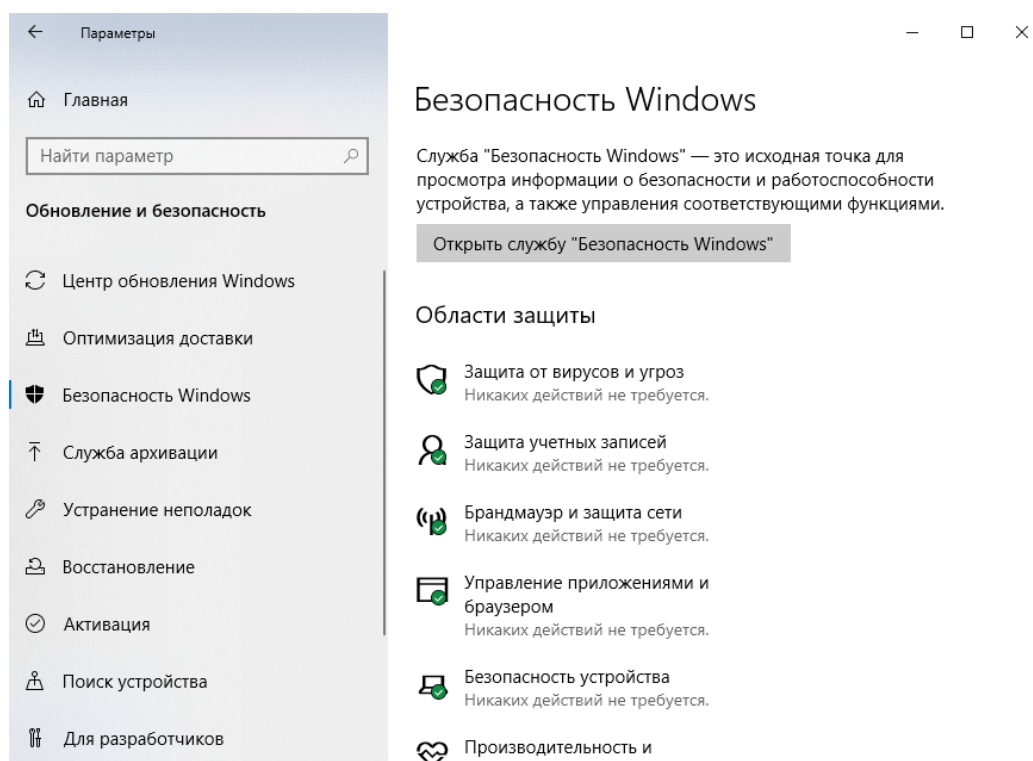 Параметры
Главная
Найти параметр
Обновление и безопасность
Центр обновления Windows
Оптимизация доставки
Безопасность Windows
Служба архивации
Устранение неполадок
Восстановление
Активация
Поиск устройства
Для разработчиков
Безопасность Windows
Служба "Безопасность Windows" — это исходная точка для
просмотра информации о безопасности и работоспособности
устройства, а также управления соответствующими функциями.
Открыть службу "Безопасность Windows"
Области защиты
Защита от вирусов и угроз
Никаких действий не требуется.
Защита учетных записей
Никаких действий не требуется.
Брандмауэр и защита сети
Никаких действий не требуется.
Управление приложениями и
браузером
Никаких действий не требуется.
Безопасность устройства
Никаких действий не требуется.
Производительность и